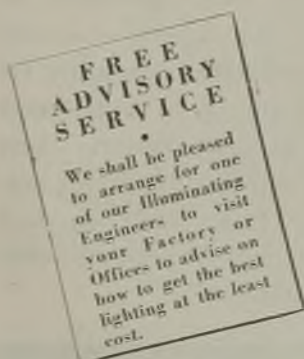 FREE
ADVISORY
SERVICE
•
We shall be pleased
to arrange for one
of our Illuminating
Engineers to visit
your Factory or
Offices to advise on
how to get the best
lighting at the least
cost.